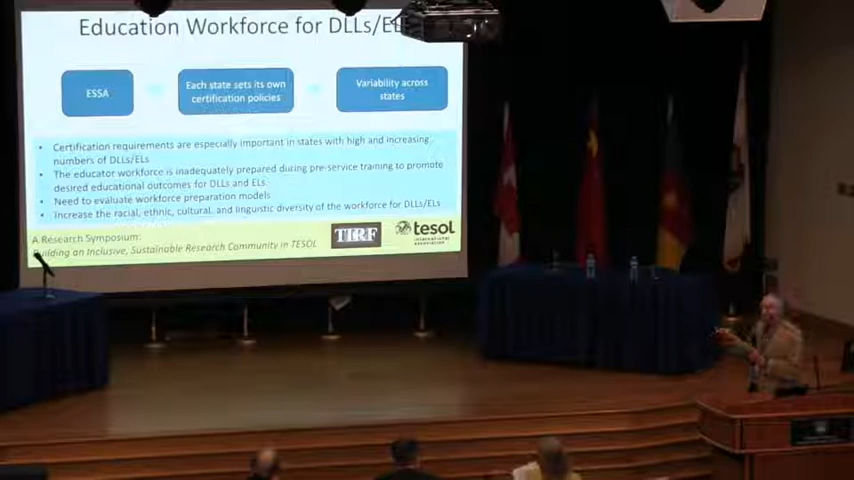 Education Workforce for DLLs/EL
ESSA
Each state sets its own
certification policies
Variability across
states
• Certification requirements are especially important in states with high and increasing
numbers of DLLs/ELs
• The educator workforce is inadequately prepared during pre-service training to promote
desired educational outcomes for DLLs and ELs.
• Need to evaluate workforce preparation models
• Increase the racial, ethnic, cultural, and linguistic diversity of the workforce for DLLs/ELs
A Research Symposium:
Building an Inclusive, Sustainable Research Community in TESOL
TIRF
tesol
INTERNATIONAL
ASSOCIATION